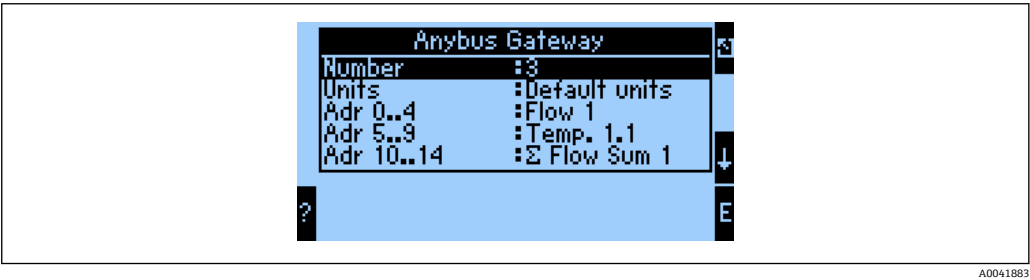 Anybus Gateway
Number :3
Units :Default units
Adr 0..4 :Flow 1
Adr 5..9 :Temp. 1.1
Adr 10..14 :Σ Flow Sum 1
↓
? E
A0041883